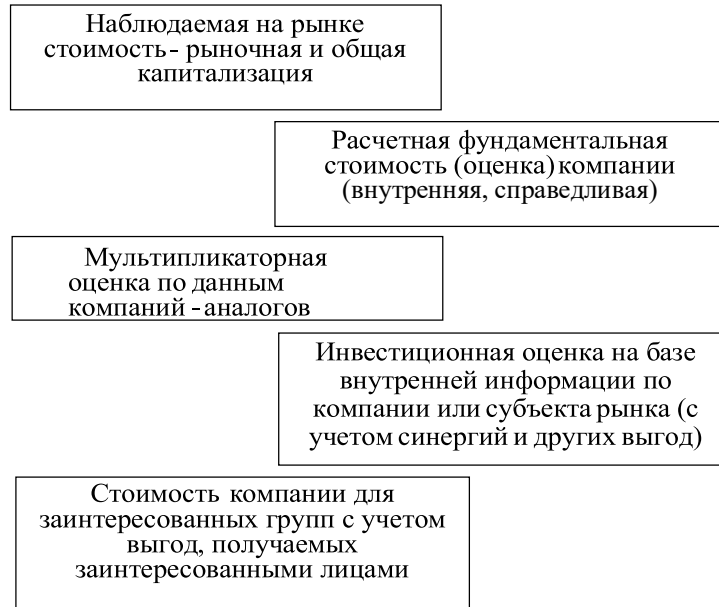 Наблюдаемая на рынке
стоимость- рыночная и общая
капитализация
Расчетная фундаментальная
стоимость (оценка) компании
(внутренняя, справедливая)
Мультипликаторная
оценка по данным
компаний -аналогов
Инвестиционная оценка на базе
внутренней информации по
компании или субъекта рынка (с
учетом синергий и других выгод)
Стоимость компании для
заинтересованных групп с учетом
выгод, получаемых
заинтересованными лицами